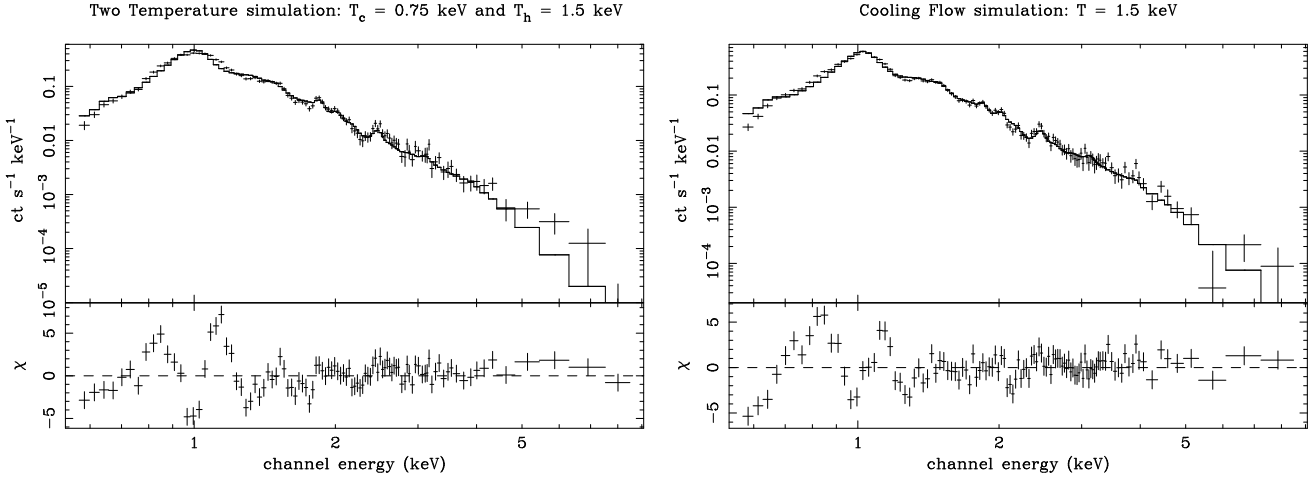 Two Temperature simulation: T_c = 0.75 keV and T_h = 1.5 keV
ct s^-1 keV^-1
0.1
0.01
10^-3
10^-4
10^-5
χ
5
0
-5
1 2 5
channel energy (keV)
Cooling Flow simulation: T = 1.5 keV
ct s^-1 keV^-1
0.1
0.01
10^-3
10^-4
χ
5
0
-5
1 2 5
channel energy (keV)